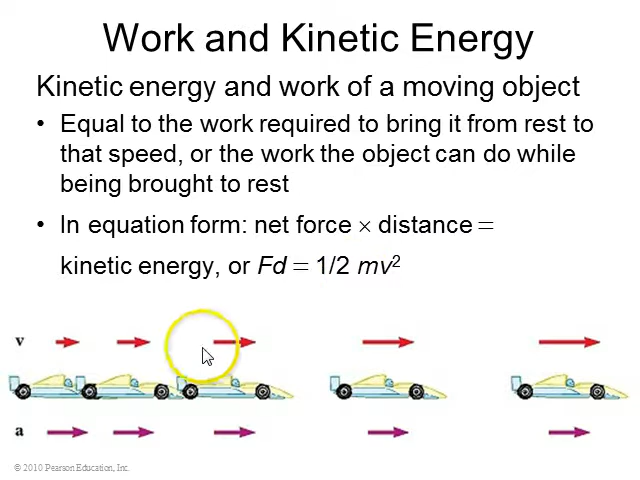 Work and Kinetic Energy
Kinetic energy and work of a moving object
• Equal to the work required to bring it from rest to
that speed, or the work the object can do while
being brought to rest
• In equation form: net force × distance =
kinetic energy, or Fd = 1/2 mv²
v
a
© 2010 Pearson Education, Inc.